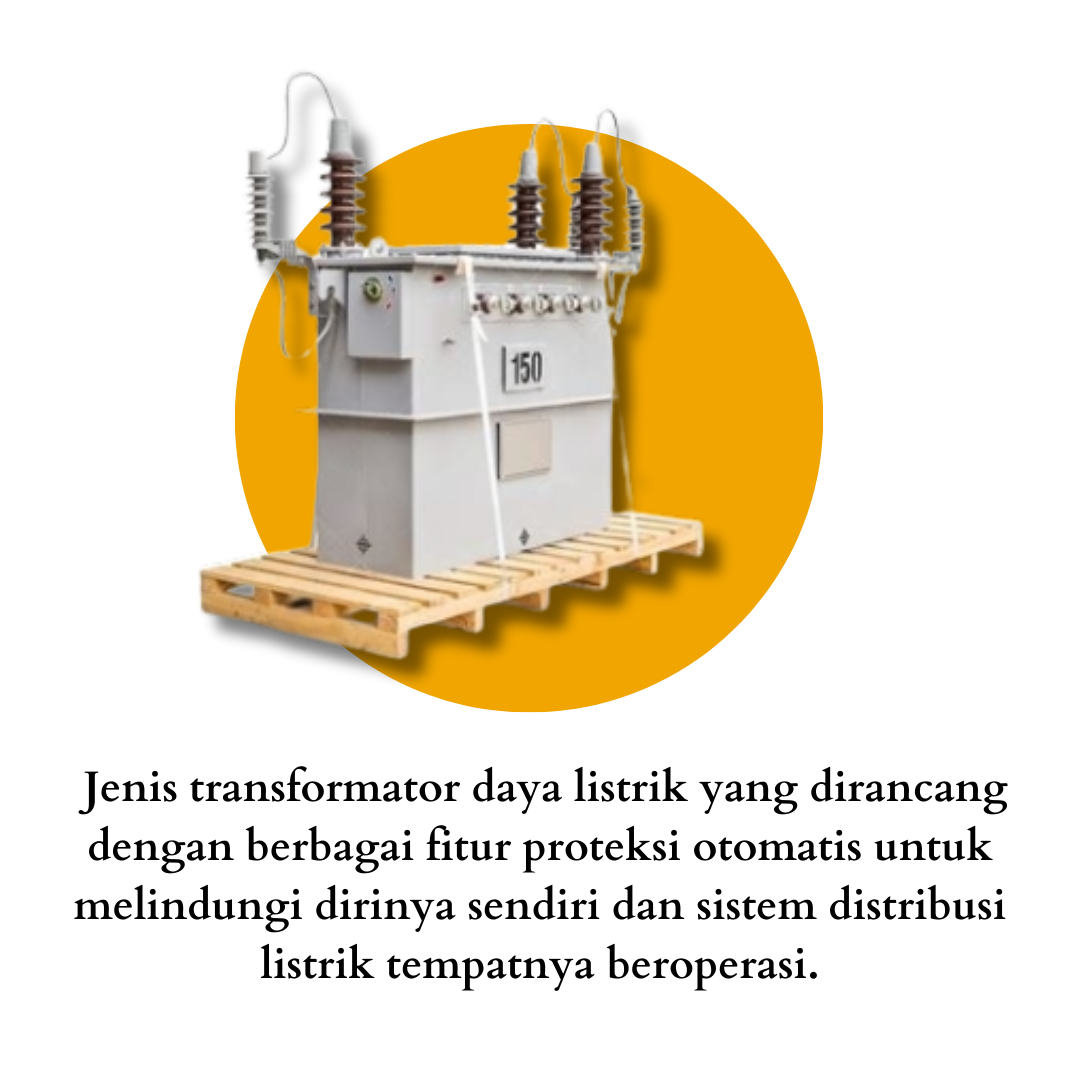 150
Jenis transformator daya listrik yang dirancang
dengan berbagai fitur proteksi otomatis untuk
melindungi dirinya sendiri dan sistem distribusi
listrik tempatnya beroperasi.